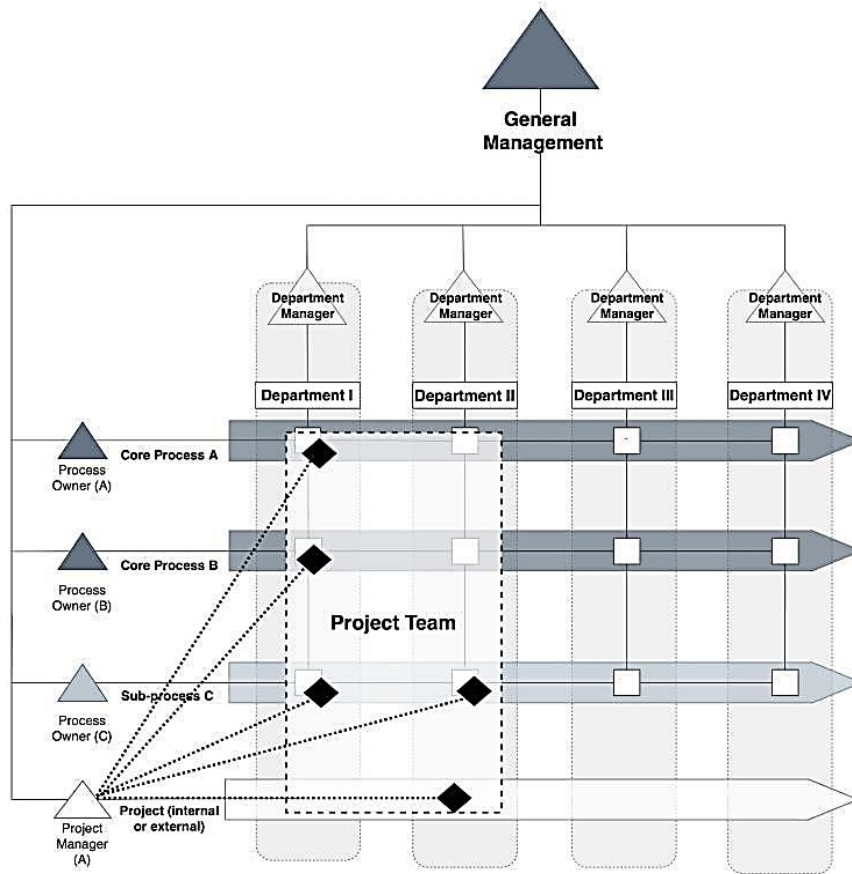 General
Management
Department
Manager
Department
Manager
Department
Manager
Department
Manager
Department I
Department II
Department III
Department IV
Core Process A
Process
Owner (A)
Core Process B
Process
Owner (B)
Project Team
Sub-process C
Process
Owner (C)
Project (internal
or external)
Project
Manager
(A)